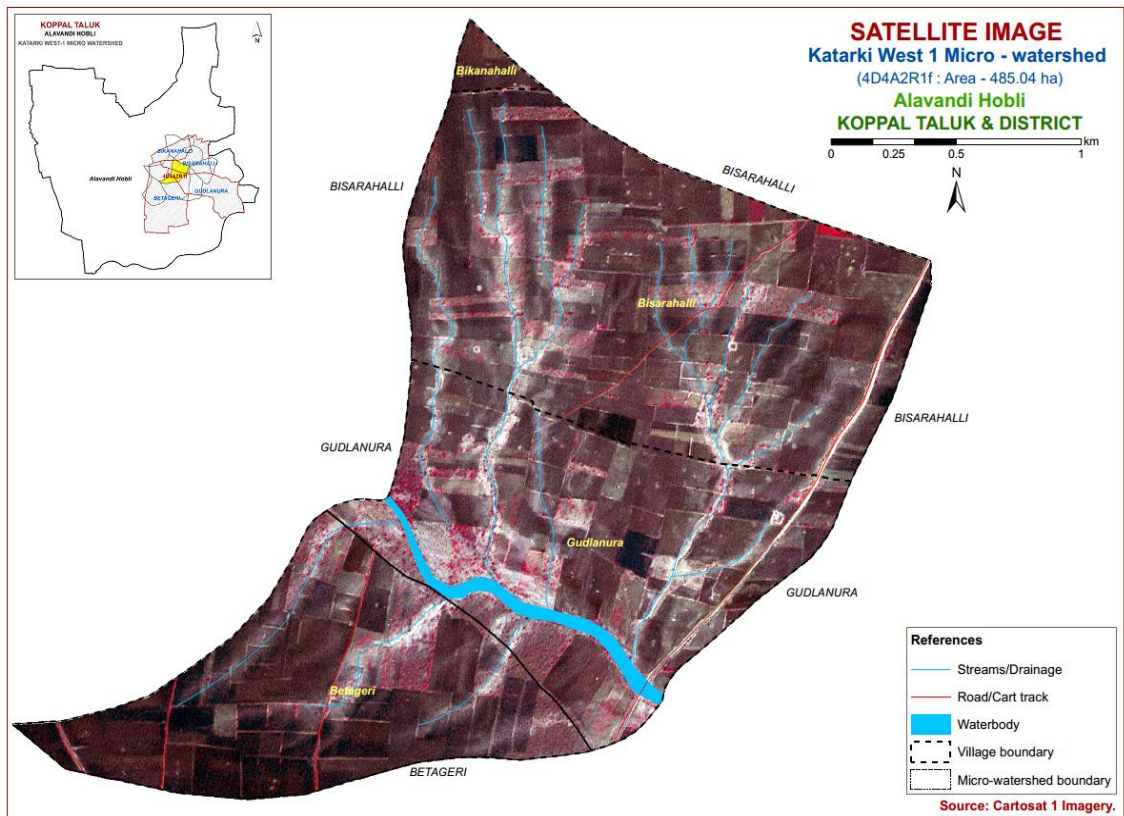 KOPPAL TALUK
ALAVANDI HOBLI
KATARKI WEST-1 MICRO WATERSHED
N
BIKANAHALLI
BISARAHALLI
Alavandi Hobli
4D4A2R1f
GUDLANURA
BETAGERI
SATELLITE IMAGE
Katarki West 1 Micro - watershed
(4D4A2R1f : Area - 485.04 ha)
Alavandi Hobli
KOPPAL TALUK & DISTRICT
km
0 0.25 0.5 1
N
Bikanahalli
BISARAHALLI
BISARAHALLI
Bisarahalli
BISARAHALLI
GUDLANURA
Gudlanura
GUDLANURA
Betageri
BETAGERI
References
Streams/Drainage
Road/Cart track
Waterbody
Village boundary
Micro-watershed boundary
Source: Cartosat 1 Imagery.